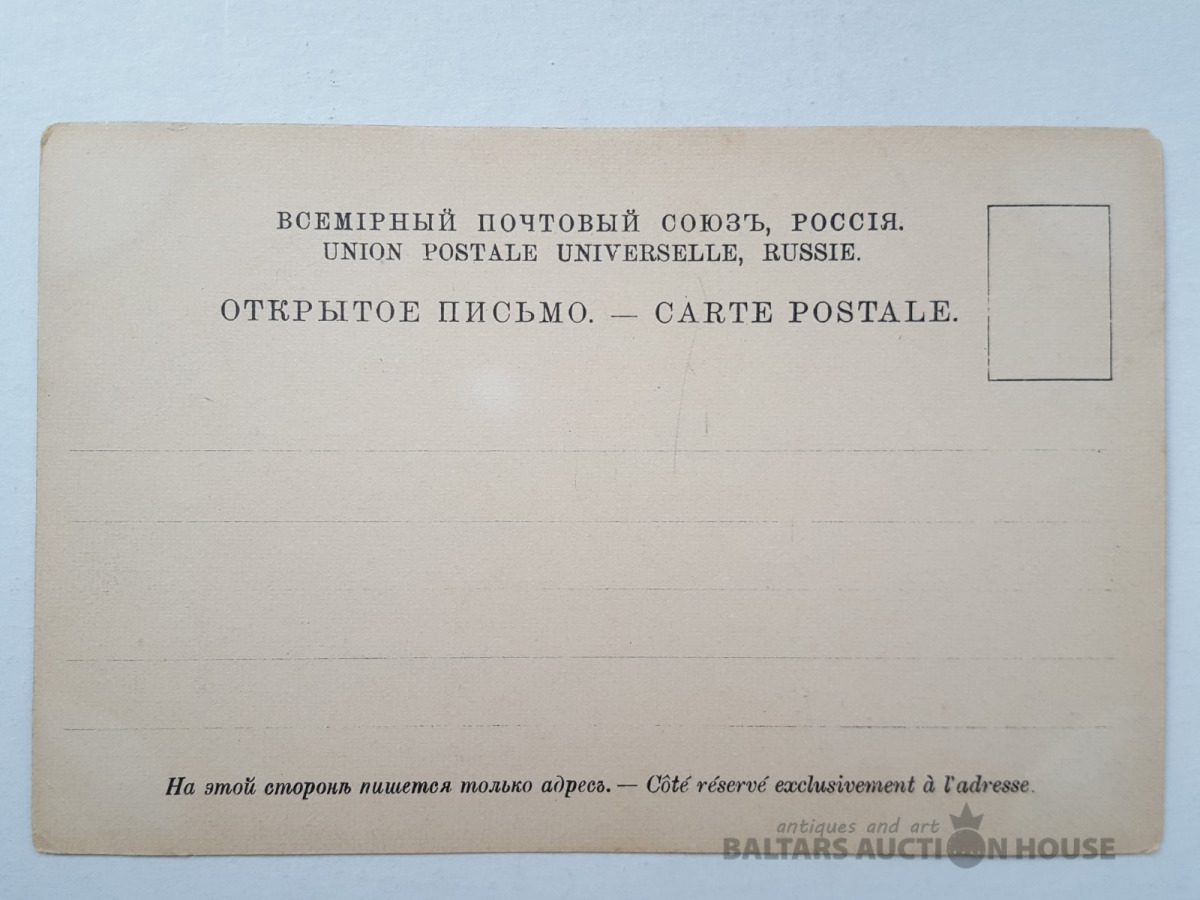 ВСЕМІРНЫЙ ПОЧТОВЫЙ СОЮЗЪ, РОССІЯ.
UNION POSTALE UNIVERSELLE, RUSSIE.
ОТКРЫТОЕ ПИСЬМО. — CARTE POSTALE.
На этой сторонѣ пишется только адресъ. — Côté réservé exclusivement à l'adresse.
antiques and art
BALTARS AUCTION HOUSE